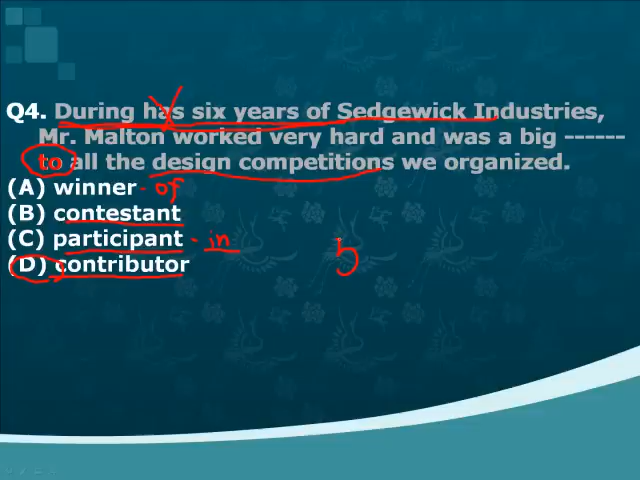 Q4. During has six years of Sedgewick Industries,
Mr. Malton worked very hard and was a big ------
to all the design competitions we organized.
(A) winner - of
(B) contestant
(C) participant - in
(D) contributor
5